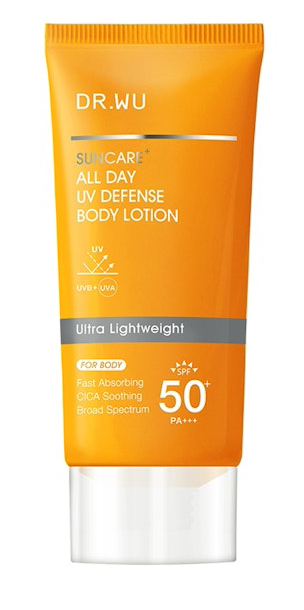 DR.WU
SUNCARE+
ALL DAY
UV DEFENSE
BODY LOTION
UV
UVB+ UVA
Ultra Lightweight
FOR BODY
Fast Absorbing
CICA Soothing
Broad Spectrum
SPF
50+
PA+++